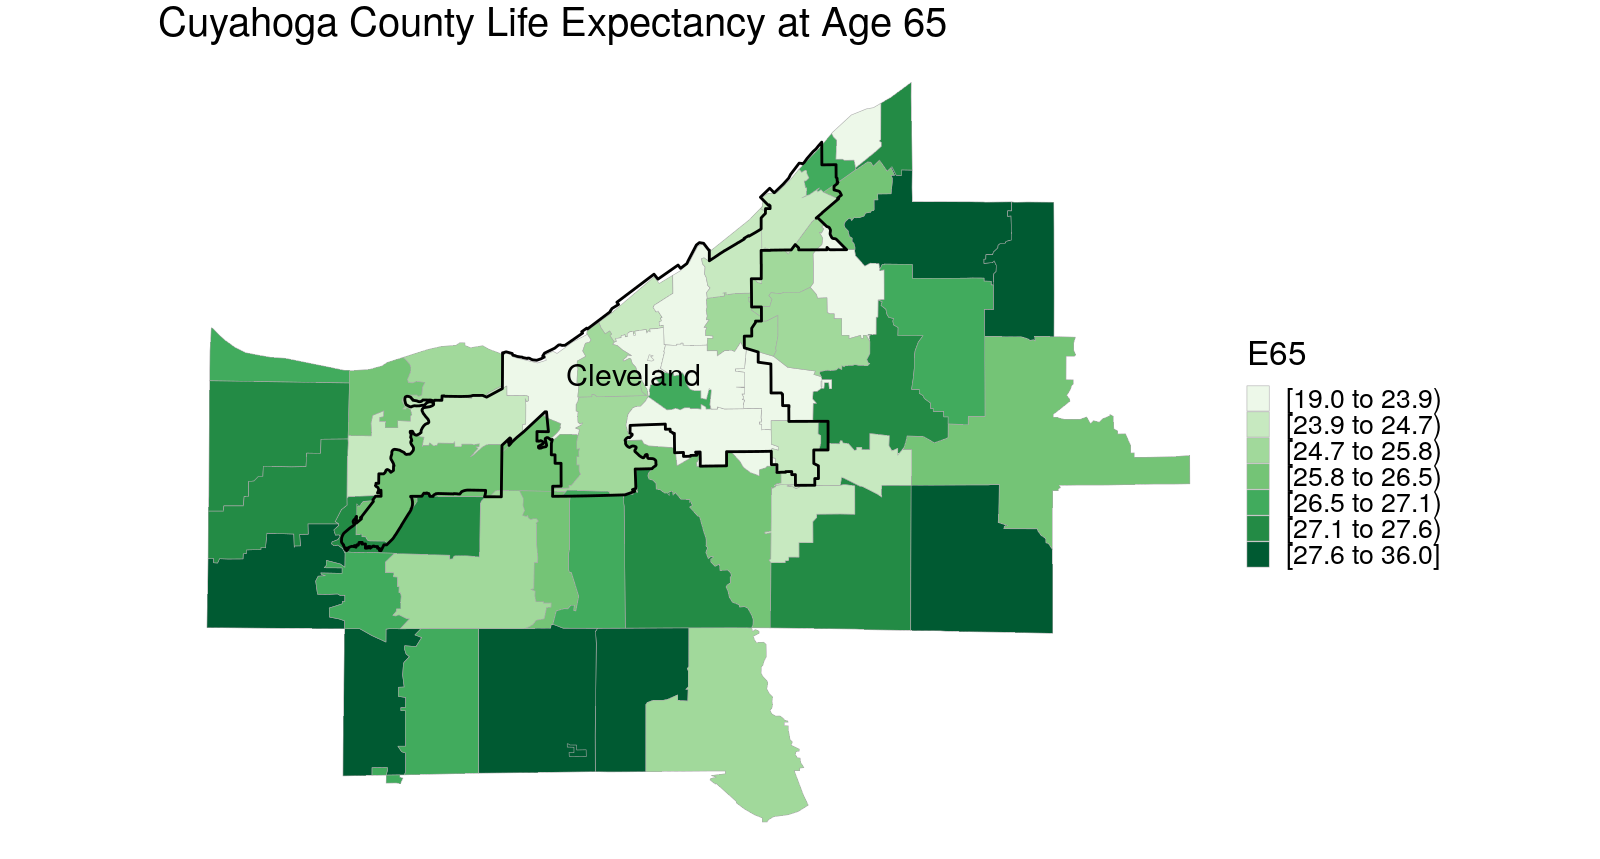 Cuyahoga County Life Expectancy at Age 65
Cleveland
E65
[19.0 to 23.9)
[23.9 to 24.7)
[24.7 to 25.8)
[25.8 to 26.5)
[26.5 to 27.1)
[27.1 to 27.6)
[27.6 to 36.0]